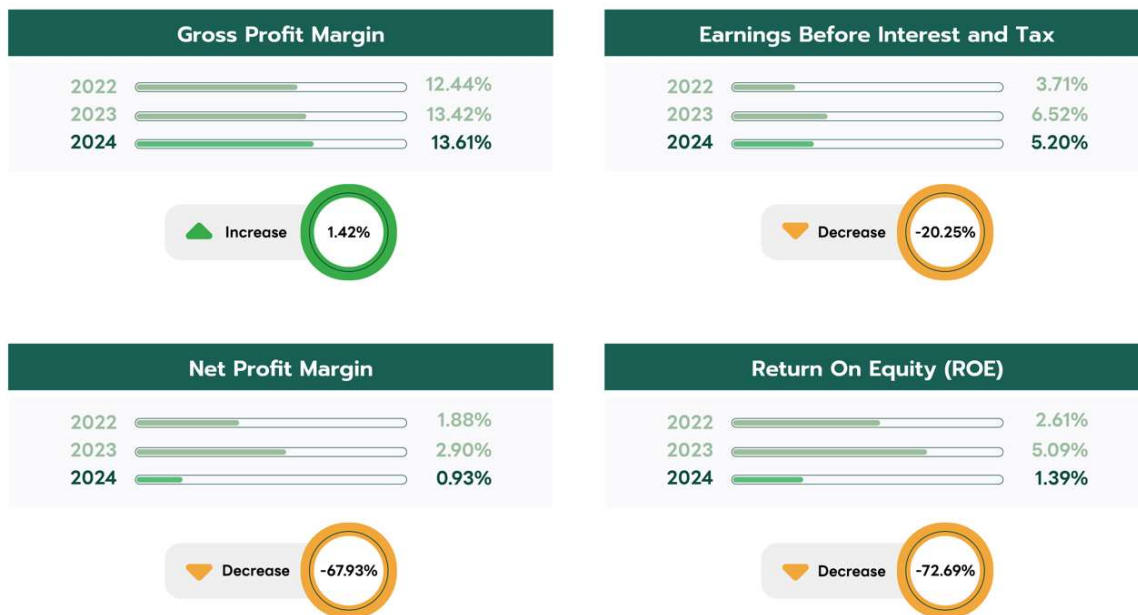 Gross Profit Margin
2022 12.44%
2023 13.42%
2024 13.61%
Increase 1.42%
Earnings Before Interest and Tax
2022 3.71%
2023 6.52%
2024 5.20%
Decrease -20.25%
Net Profit Margin
2022 1.88%
2023 2.90%
2024 0.93%
Decrease -67.93%
Return On Equity (ROE)
2022 2.61%
2023 5.09%
2024 1.39%
Decrease -72.69%